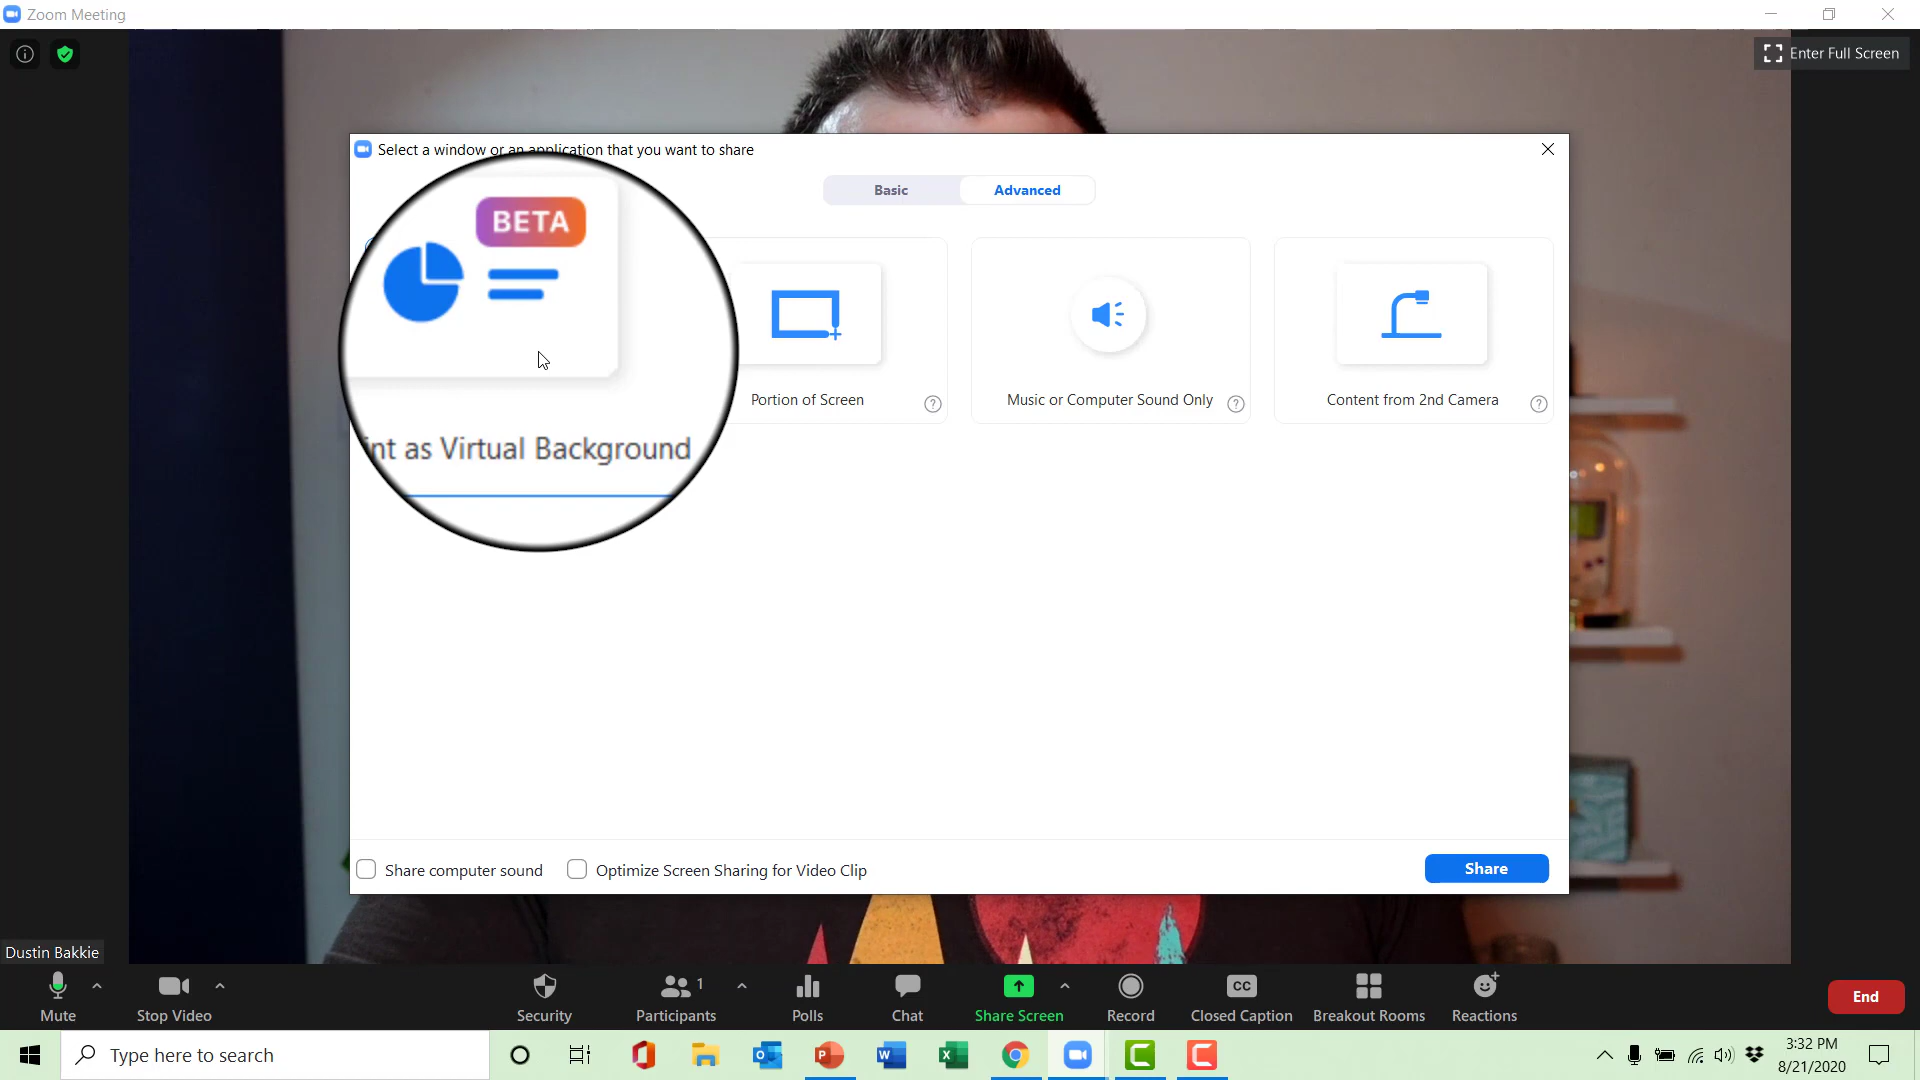 Zoom Meeting
Enter Full Screen
Select a window or an application that you want to share
Basic
Advanced
BETA
as Virtual Background
Portion of Screen
?
Music or Computer Sound Only
?
Content from 2nd Camera
?
Share computer sound
Optimize Screen Sharing for Video Clip
Share
Dustin Bakkie
Mute
Stop Video
Security
1
Participants
Polls
Chat
Share Screen
Record
CC
Closed Caption
Breakout Rooms
Reactions
End
Type here to search
3:32 PM
8/21/2020